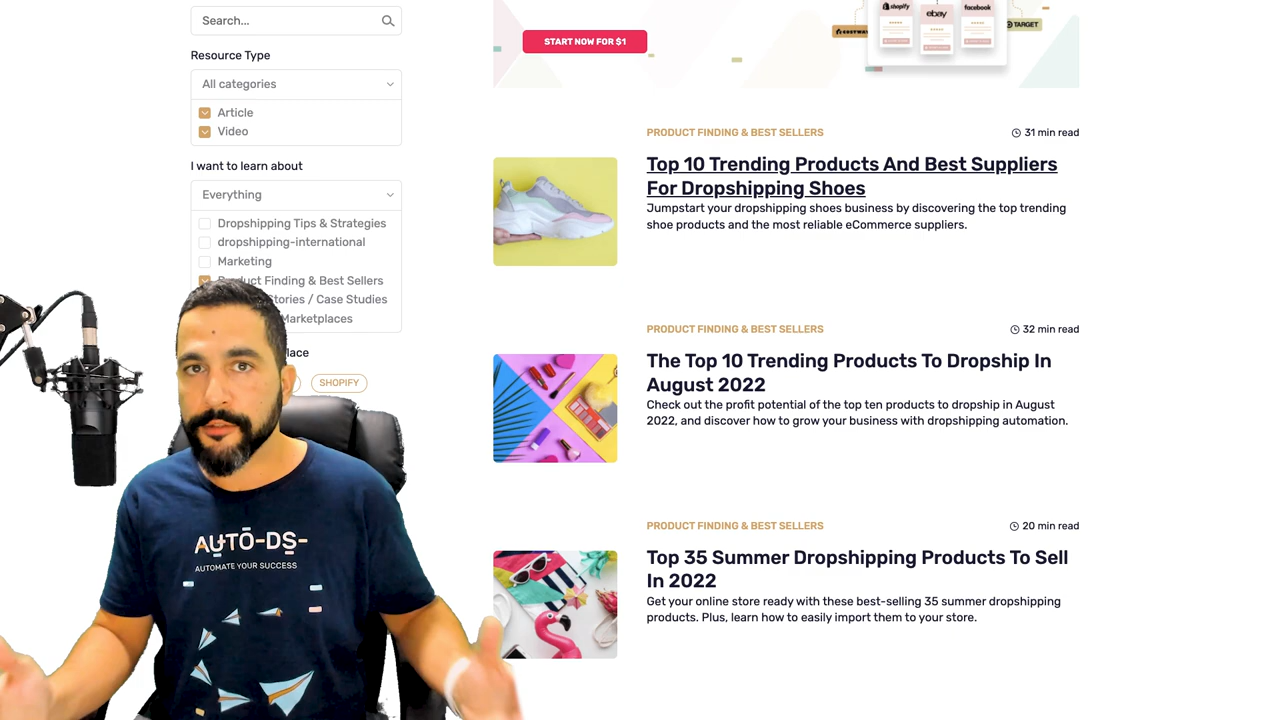 Search...
Resource Type
All categories
Article
Video
I want to learn about
Everything
Dropshipping Tips & Strategies
dropshipping-international
Marketing
Product Finding & Best Sellers
Stories / Case Studies
Marketplaces
SHOPIFY
AUTO-DS-
AUTOMATE YOUR SUCCESS
START NOW FOR $1
shopify
ebay
facebook
TARGET
PRODUCT FINDING & BEST SELLERS
31 min read
Top 10 Trending Products And Best Suppliers
For Dropshipping Shoes
Jumpstart your dropshipping shoes business by discovering the top trending
shoe products and the most reliable eCommerce suppliers.
PRODUCT FINDING & BEST SELLERS
32 min read
The Top 10 Trending Products To Dropship In
August 2022
Check out the profit potential of the top ten products to dropship in August
2022, and discover how to grow your business with dropshipping automation.
PRODUCT FINDING & BEST SELLERS
20 min read
Top 35 Summer Dropshipping Products To Sell
In 2022
Get your online store ready with these best-selling 35 summer dropshipping
products. Plus, learn how to easily import them to your store.